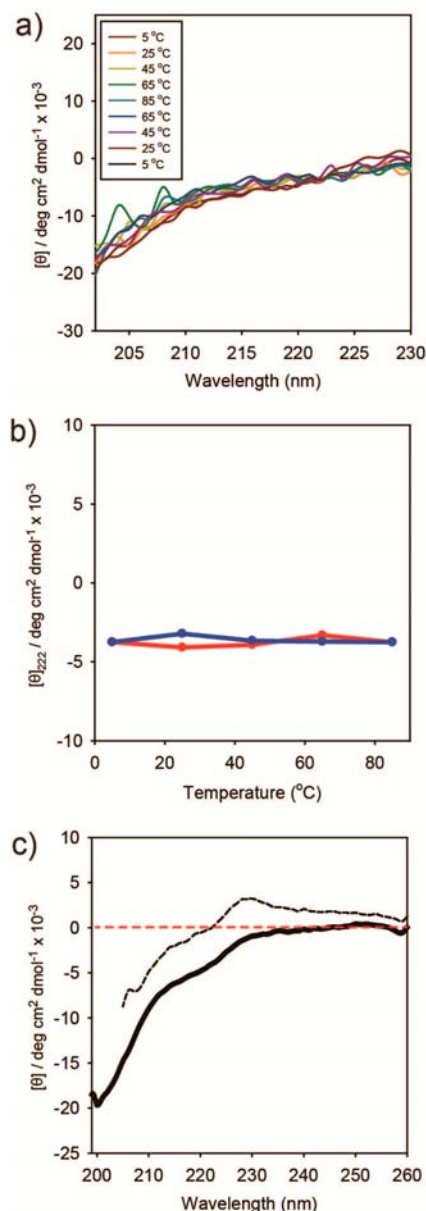 a)
[θ] / deg cm² dmol⁻¹ x 10⁻³
20
10
0
-10
-20
-30
5 °C
25 °C
45 °C
65 °C
85 °C
65 °C
45 °C
25 °C
5 °C
205 210 215 220 225 230
Wavelength (nm)
b)
[θ]₂₂₂ / deg cm² dmol⁻¹ x 10⁻³
10
5
0
-5
-10
0 20 40 60 80
Temperature (°C)
c)
[θ] / deg cm² dmol⁻¹ x 10⁻³
10
5
0
-5
-10
-15
-20
-25
200 210 220 230 240 250 260
Wavelength (nm)